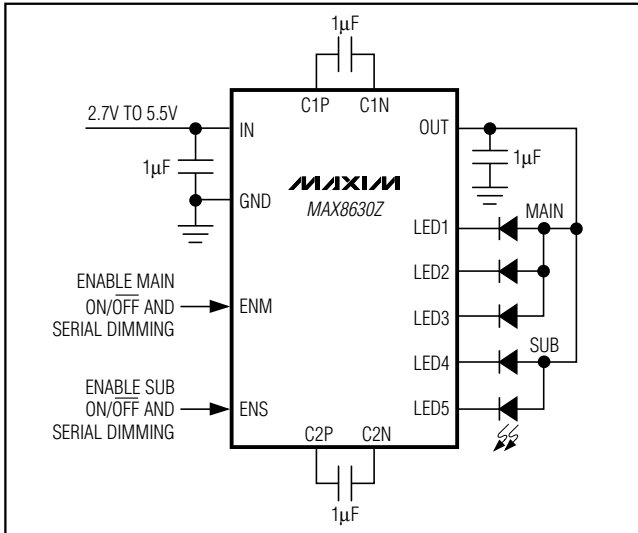 1µF
C1P C1N
2.7V TO 5.5V
IN
OUT
1µF
1µF
GND
MAXIM
MAX8630Z
MAIN
LED1
ENABLE MAIN
ON/OFF AND
SERIAL DIMMING
ENM
LED2
LED3
SUB
LED4
ENABLE SUB
ON/OFF AND
SERIAL DIMMING
ENS
LED5
C2P C2N
1µF